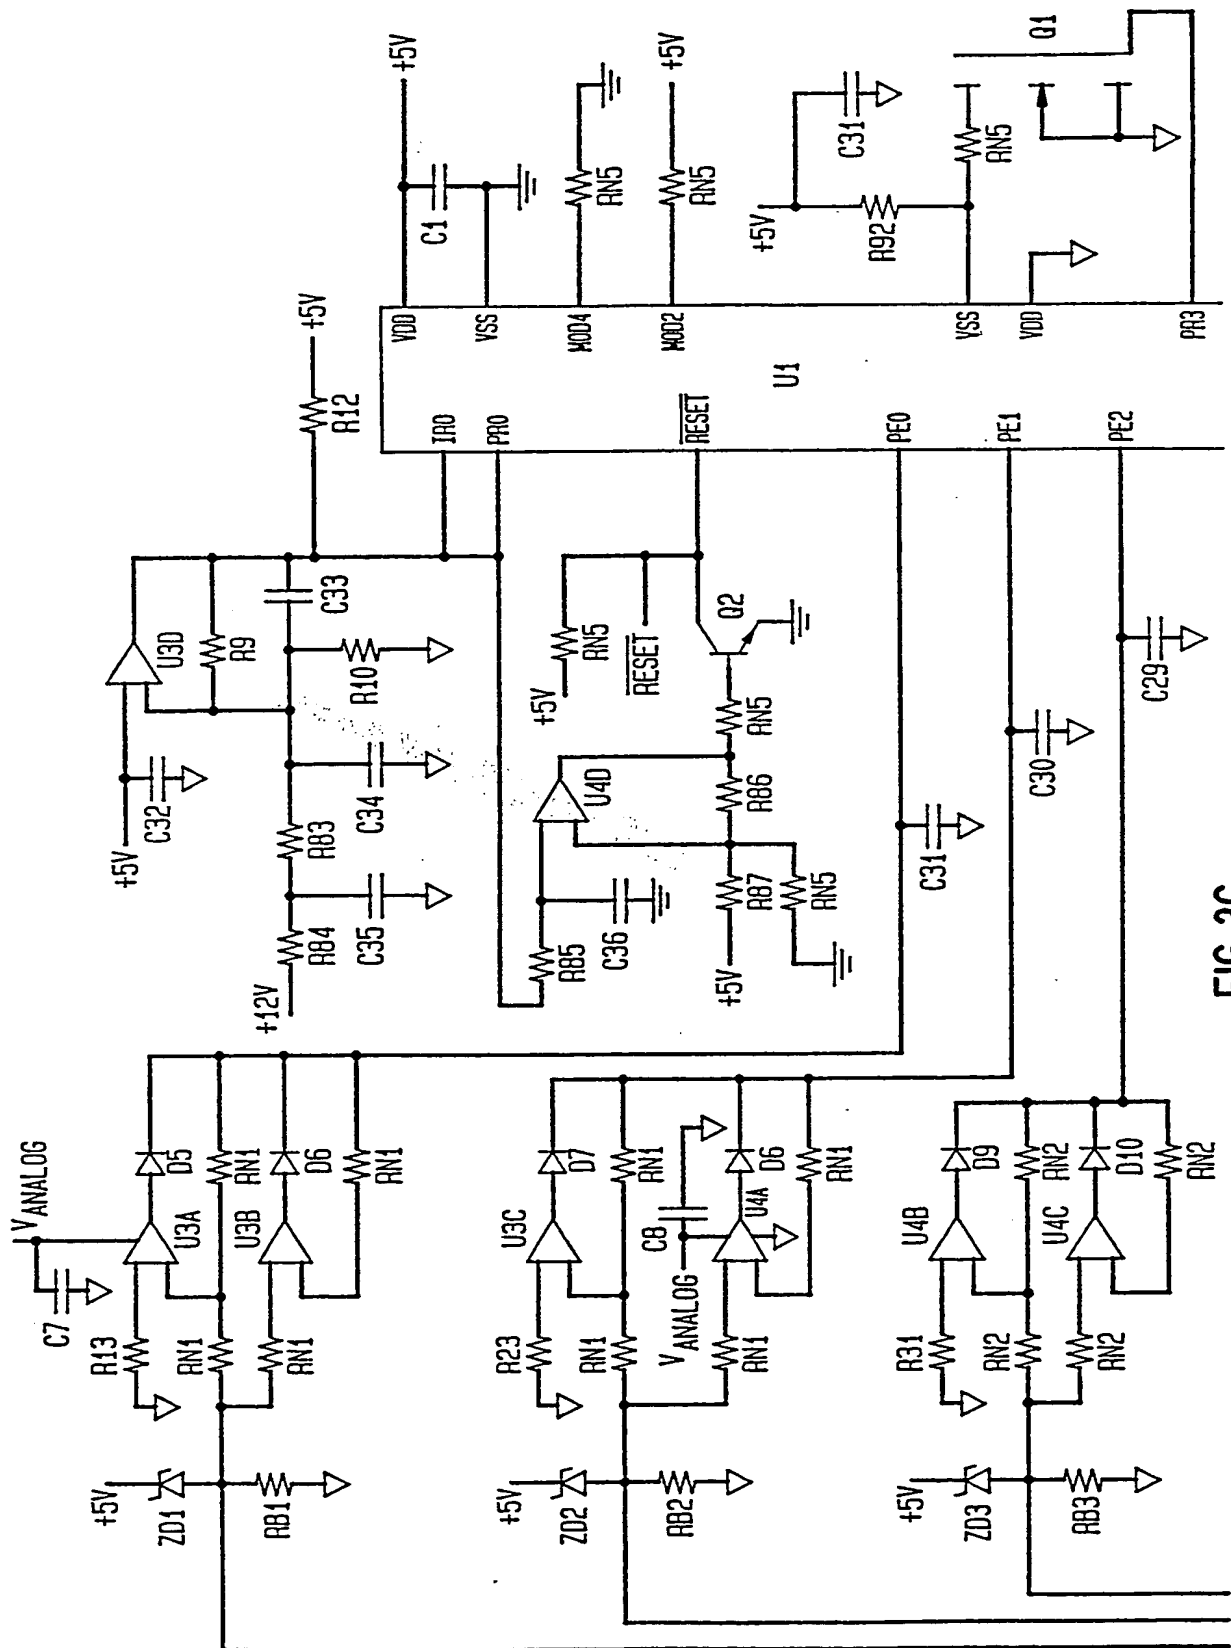 +5V
C1
+5V
RN5
MOD4
RN5
MOD2
+5V
C31
+5V
R92
RN5
Q1
VDD
VSS
VSS
VDD
PR3
U1
+5V
R12
IRQ
PR0
RESET
PE0
PE1
PE2
U3D
R9
C33
R10
+5V
C32
R83
C34
R84
C35
+12V
+5V
RN5
RESET
Q2
RN5
U4D
R86
R85
C36
R87
RN5
+5V
C31
C30
C29
V ANALOG
C7
R13
U3A
D5
RN1
RN1
U3B
D6
RN1
RN1
+5V
ZD1
RB1
R23
U3C
D7
RN1
RN1
C8
V ANALOG
U4A
D6
RN1
RN1
+5V
ZD2
RB2
R31
U4B
D9
RN2
RN2
U4C
D10
RN2
RN2
+5V
ZD3
RB3